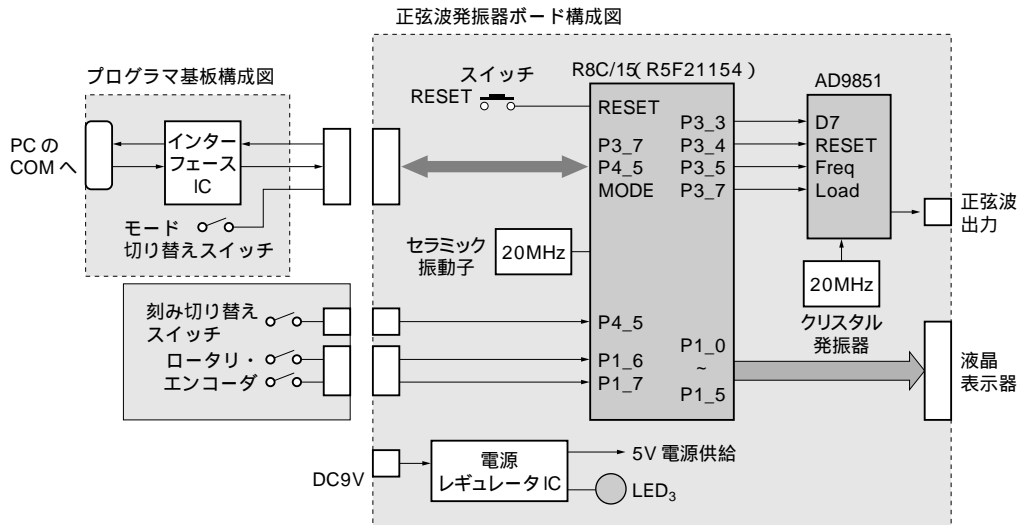 正弦波発振器ボード構成図
プログラマ基板構成図
PC の
COM へ
インター
フェース
IC
モード
切り替えスイッチ
スイッチ
RESET
R8C/15(R5F21154)
RESET
P3_7
P4_5
MODE
P3_3
P3_4
P3_5
P3_7
AD9851
D7
RESET
Freq
Load
正弦波
出力
セラミック
振動子
20MHz
20MHz
クリスタル
発振器
刻み切り替え
スイッチ
ロータリ・
エンコーダ
P4_5
P1_6
P1_7
P1_0
~
P1_5
液晶
表示器
DC9V
電源
レギュレータ IC
5V 電源供給
LED₃